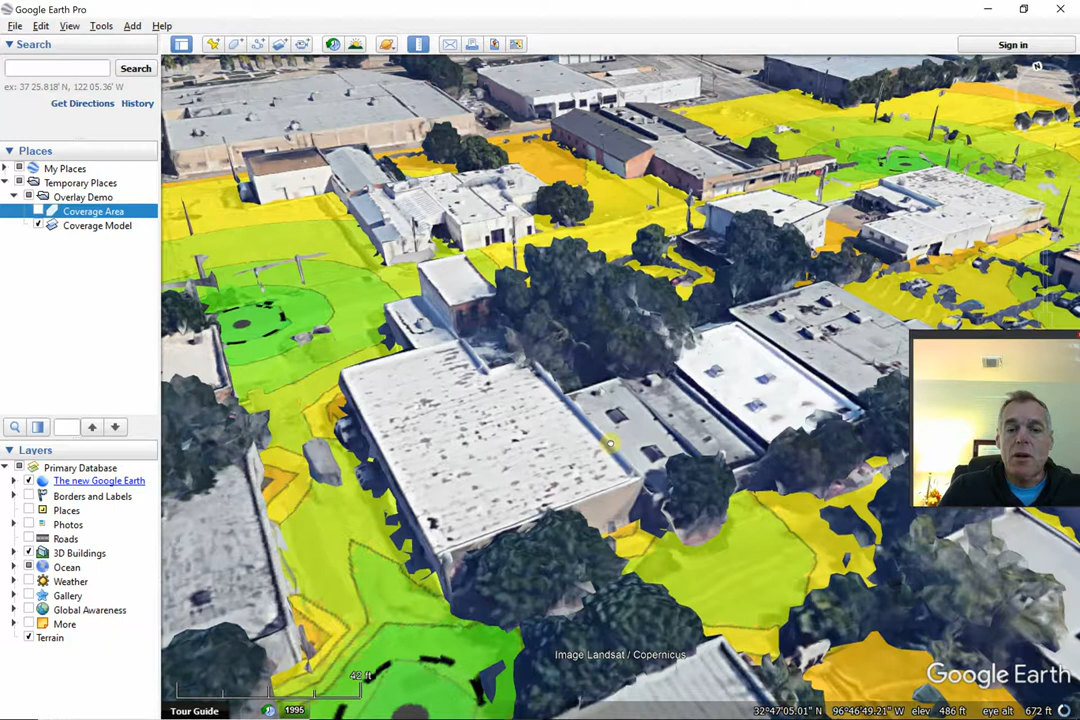 Google Earth Pro
File Edit View Tools Add Help
Search
Sign in
Search
ex: 37 25.818' N, 122 05.36' W
Get Directions History
Places
My Places
Temporary Places
Overlay Demo
Coverage Area
Coverage Model
Layers
Primary Database
The new Google Earth
Borders and Labels
Places
Photos
Roads
3D Buildings
Ocean
Weather
Gallery
Global Awareness
More
Terrain
N
Image Landsat / Copernicus
Google Earth
42 ft
Tour Guide 1995 32°47'05.01" N 96°46'49.21" W elev 486 ft eye alt 672 ft